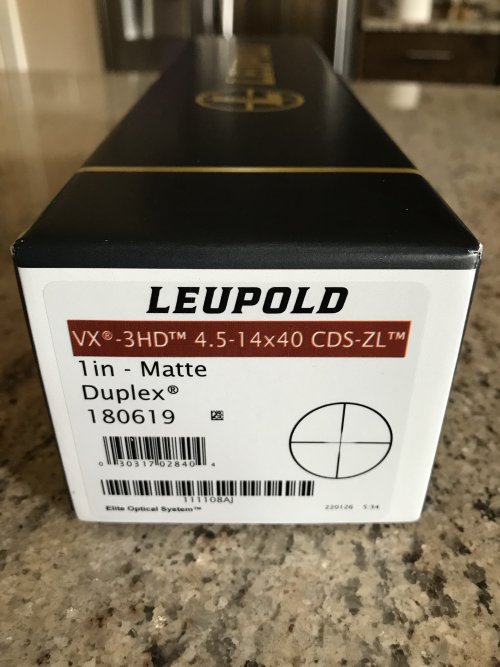 LEUPOLD
VX®-3HD™ 4.5-14x40 CDS-ZL™
1in - Matte
Duplex®
180619
0 30317 02840 4
111108AJ
Elite Optical System™
220126 5:34